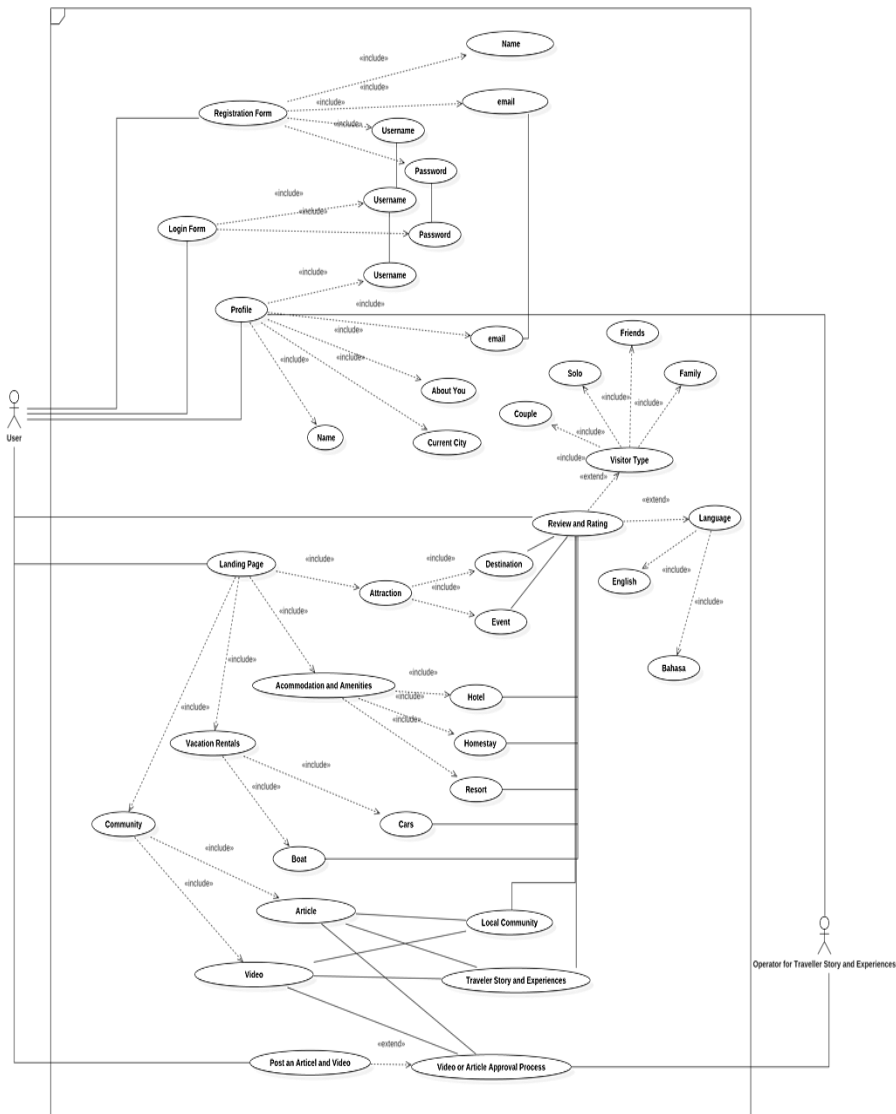 Name
«include»
«include»
email
«include»
Registration Form
«include»
Username
Password
«include»
Username
«include»
Login Form
Password
«include»
Username
«include»
Profile
«include»
email
Friends
«include»
«include»
Solo
Family
About You
«include»
«include»
Couple
«include»
Name
Current City
«include»
Visitor Type
«extend»
User
«extend»
Language
Review and Rating
«include»
«include»
Destination
Landing Page
«include»
English
«include»
Attraction
«include»
«include»
Event
«include»
Bahasa
«include»
Acommodation and Amenities
«include»
Hotel
«include»
«include»
Vacation Rentals
Homestay
«include»
«include»
Resort
Community
Cars
«include»
Boat
«include»
Article
Local Community
Video
Traveler Story and Experiences
Operator for Traveller Story and Experiences
«extend»
Post an Articel and Video
Video or Article Approval Process